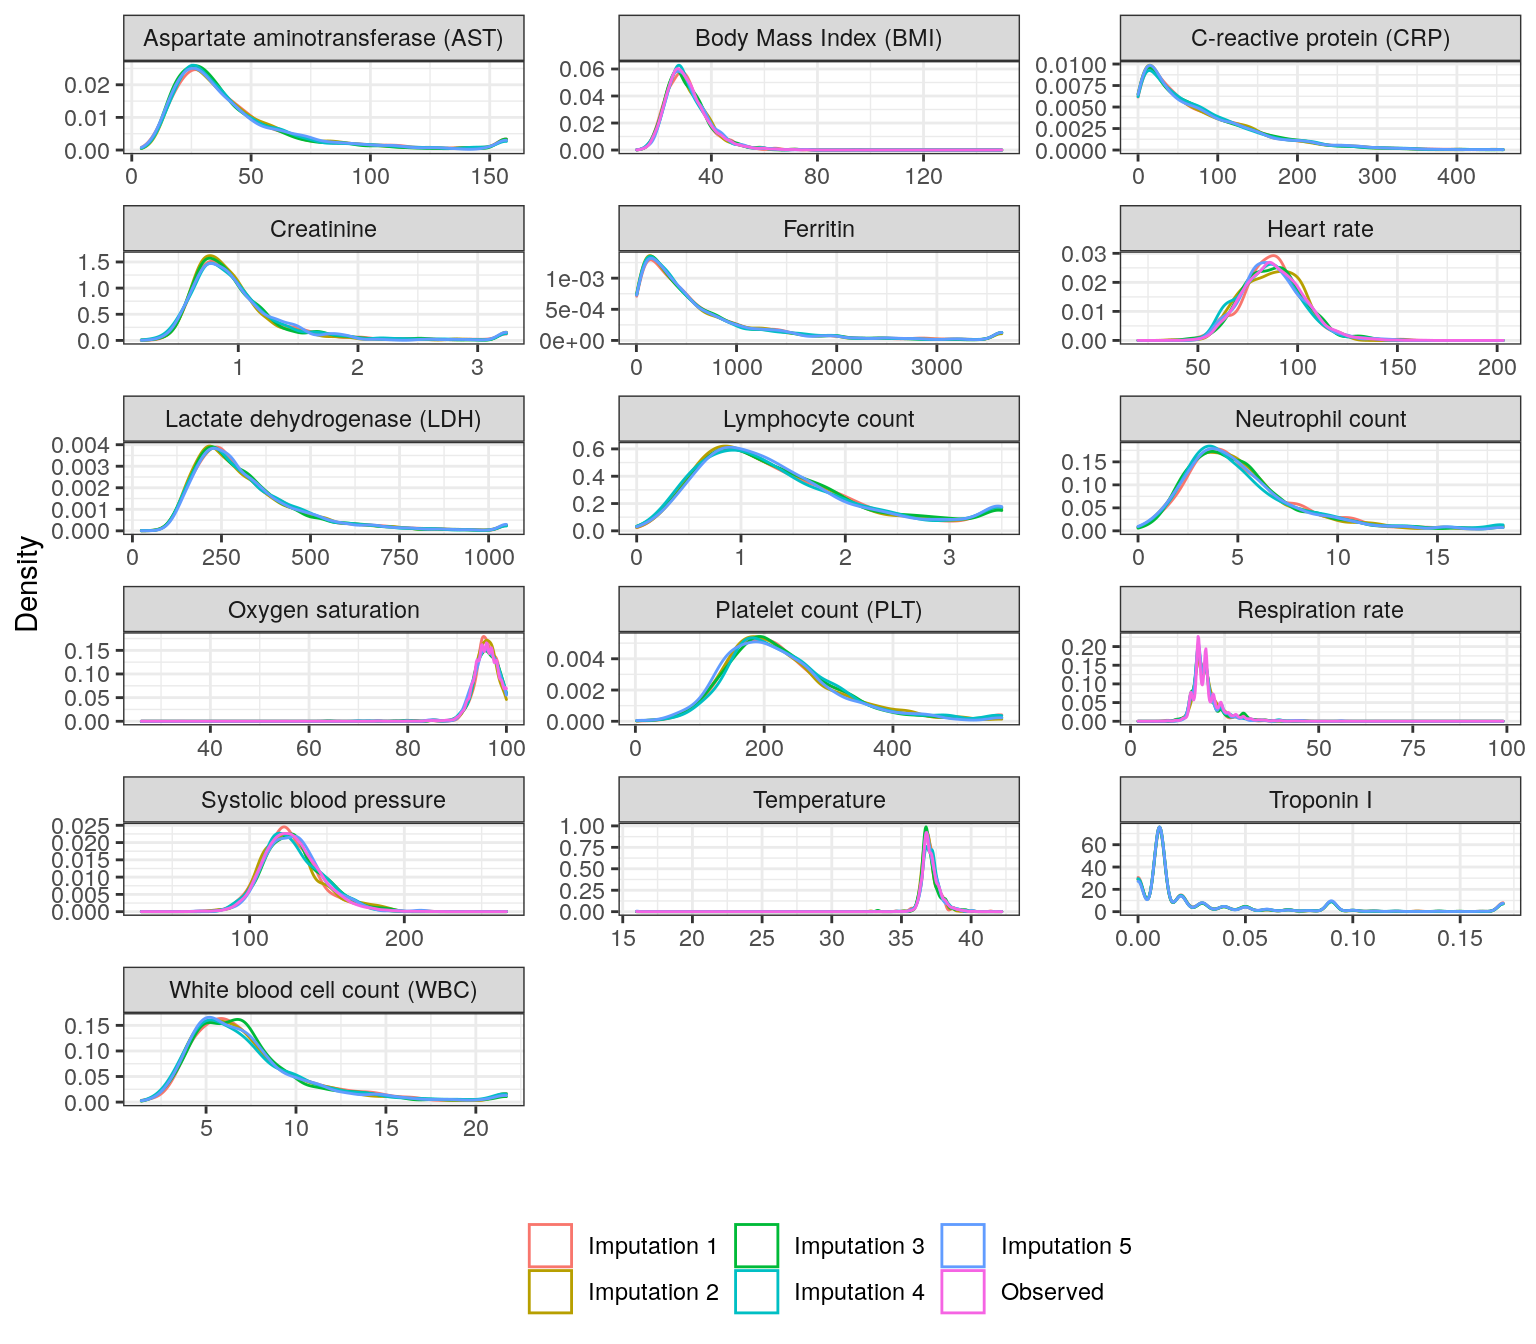 Aspartate aminotransferase (AST)
Body Mass Index (BMI)
C-reactive protein (CRP)
0.02
0.01
0.00
0 50 100 150
0.06
0.04
0.02
0.00
40 80 120
0.0100
0.0075
0.0050
0.0025
0.0000
0 100 200 300 400
Creatinine
Ferritin
Heart rate
1.5
1.0
0.5
0.0
1 2 3
1e-03
5e-04
0e+00
0 1000 2000 3000
0.03
0.02
0.01
0.00
50 100 150 200
Lactate dehydrogenase (LDH)
Lymphocyte count
Neutrophil count
0.004
0.003
0.002
0.001
0.000
0 250 500 750 1000
0.6
0.4
0.2
0.0
0 1 2 3
0.15
0.10
0.05
0.00
0 5 10 15
Density
Oxygen saturation
Platelet count (PLT)
Respiration rate
0.15
0.10
0.05
0.00
40 60 80 100
0.004
0.002
0.000
0 200 400
0.20
0.15
0.10
0.05
0.00
0 25 50 75 100
Systolic blood pressure
Temperature
Troponin I
0.025
0.020
0.015
0.010
0.005
0.000
100 200
1.00
0.75
0.50
0.25
0.00
15 20 25 30 35 40
60
40
20
0
0.00 0.05 0.10 0.15
White blood cell count (WBC)
0.15
0.10
0.05
0.00
5 10 15 20
Imputation 1 Imputation 3 Imputation 5
Imputation 2 Imputation 4 Observed